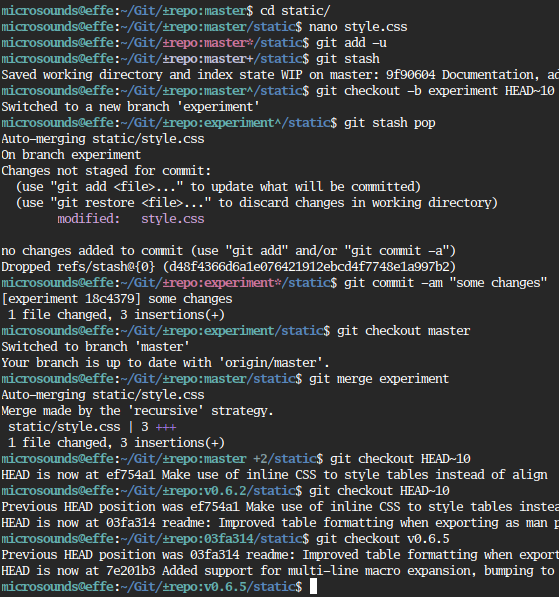 microsounds@effe:~/Git/±repo:master$ cd static/
microsounds@effe:~/Git/±repo:master/static$ nano style.css
microsounds@effe:~/Git/±repo:master*/static$ git add -u
microsounds@effe:~/Git/±repo:master+/static$ git stash
Saved working directory and index state WIP on master: 9f90604 Documentation, ad
microsounds@effe:~/Git/±repo:master^/static$ git checkout -b experiment HEAD~10
Switched to a new branch 'experiment'
microsounds@effe:~/Git/±repo:experiment^/static$ git stash pop
Auto-merging static/style.css
On branch experiment
Changes not staged for commit:
  (use "git add <file>..." to update what will be committed)
  (use "git restore <file>..." to discard changes in working directory)
        modified:   style.css

no changes added to commit (use "git add" and/or "git commit -a")
Dropped refs/stash@{0} (d48f4366d6a1e076421912ebcd4f7748e1a997b2)
microsounds@effe:~/Git/±repo:experiment*/static$ git commit -am "some changes"
[experiment 18c4379] some changes
 1 file changed, 3 insertions(+)
microsounds@effe:~/Git/±repo:experiment/static$ git checkout master
Switched to branch 'master'
Your branch is up to date with 'origin/master'.
microsounds@effe:~/Git/±repo:master/static$ git merge experiment
Auto-merging static/style.css
Merge made by the 'recursive' strategy.
 static/style.css | 3 +++
 1 file changed, 3 insertions(+)
microsounds@effe:~/Git/±repo:master +2/static$ git checkout HEAD~10
HEAD is now at ef754a1 Make use of inline CSS to style tables instead of align
microsounds@effe:~/Git/±repo:v0.6.2/static$ git checkout HEAD~10
Previous HEAD position was ef754a1 Make use of inline CSS to style tables instea
HEAD is now at 03fa314 readme: Improved table formatting when exporting as man p
microsounds@effe:~/Git/±repo:03fa314/static$ git checkout v0.6.5
Previous HEAD position was 03fa314 readme: Improved table formatting when export
HEAD is now at 7e201b3 Added support for multi-line macro expansion, bumping to
microsounds@effe:~/Git/±repo:v0.6.5/static$